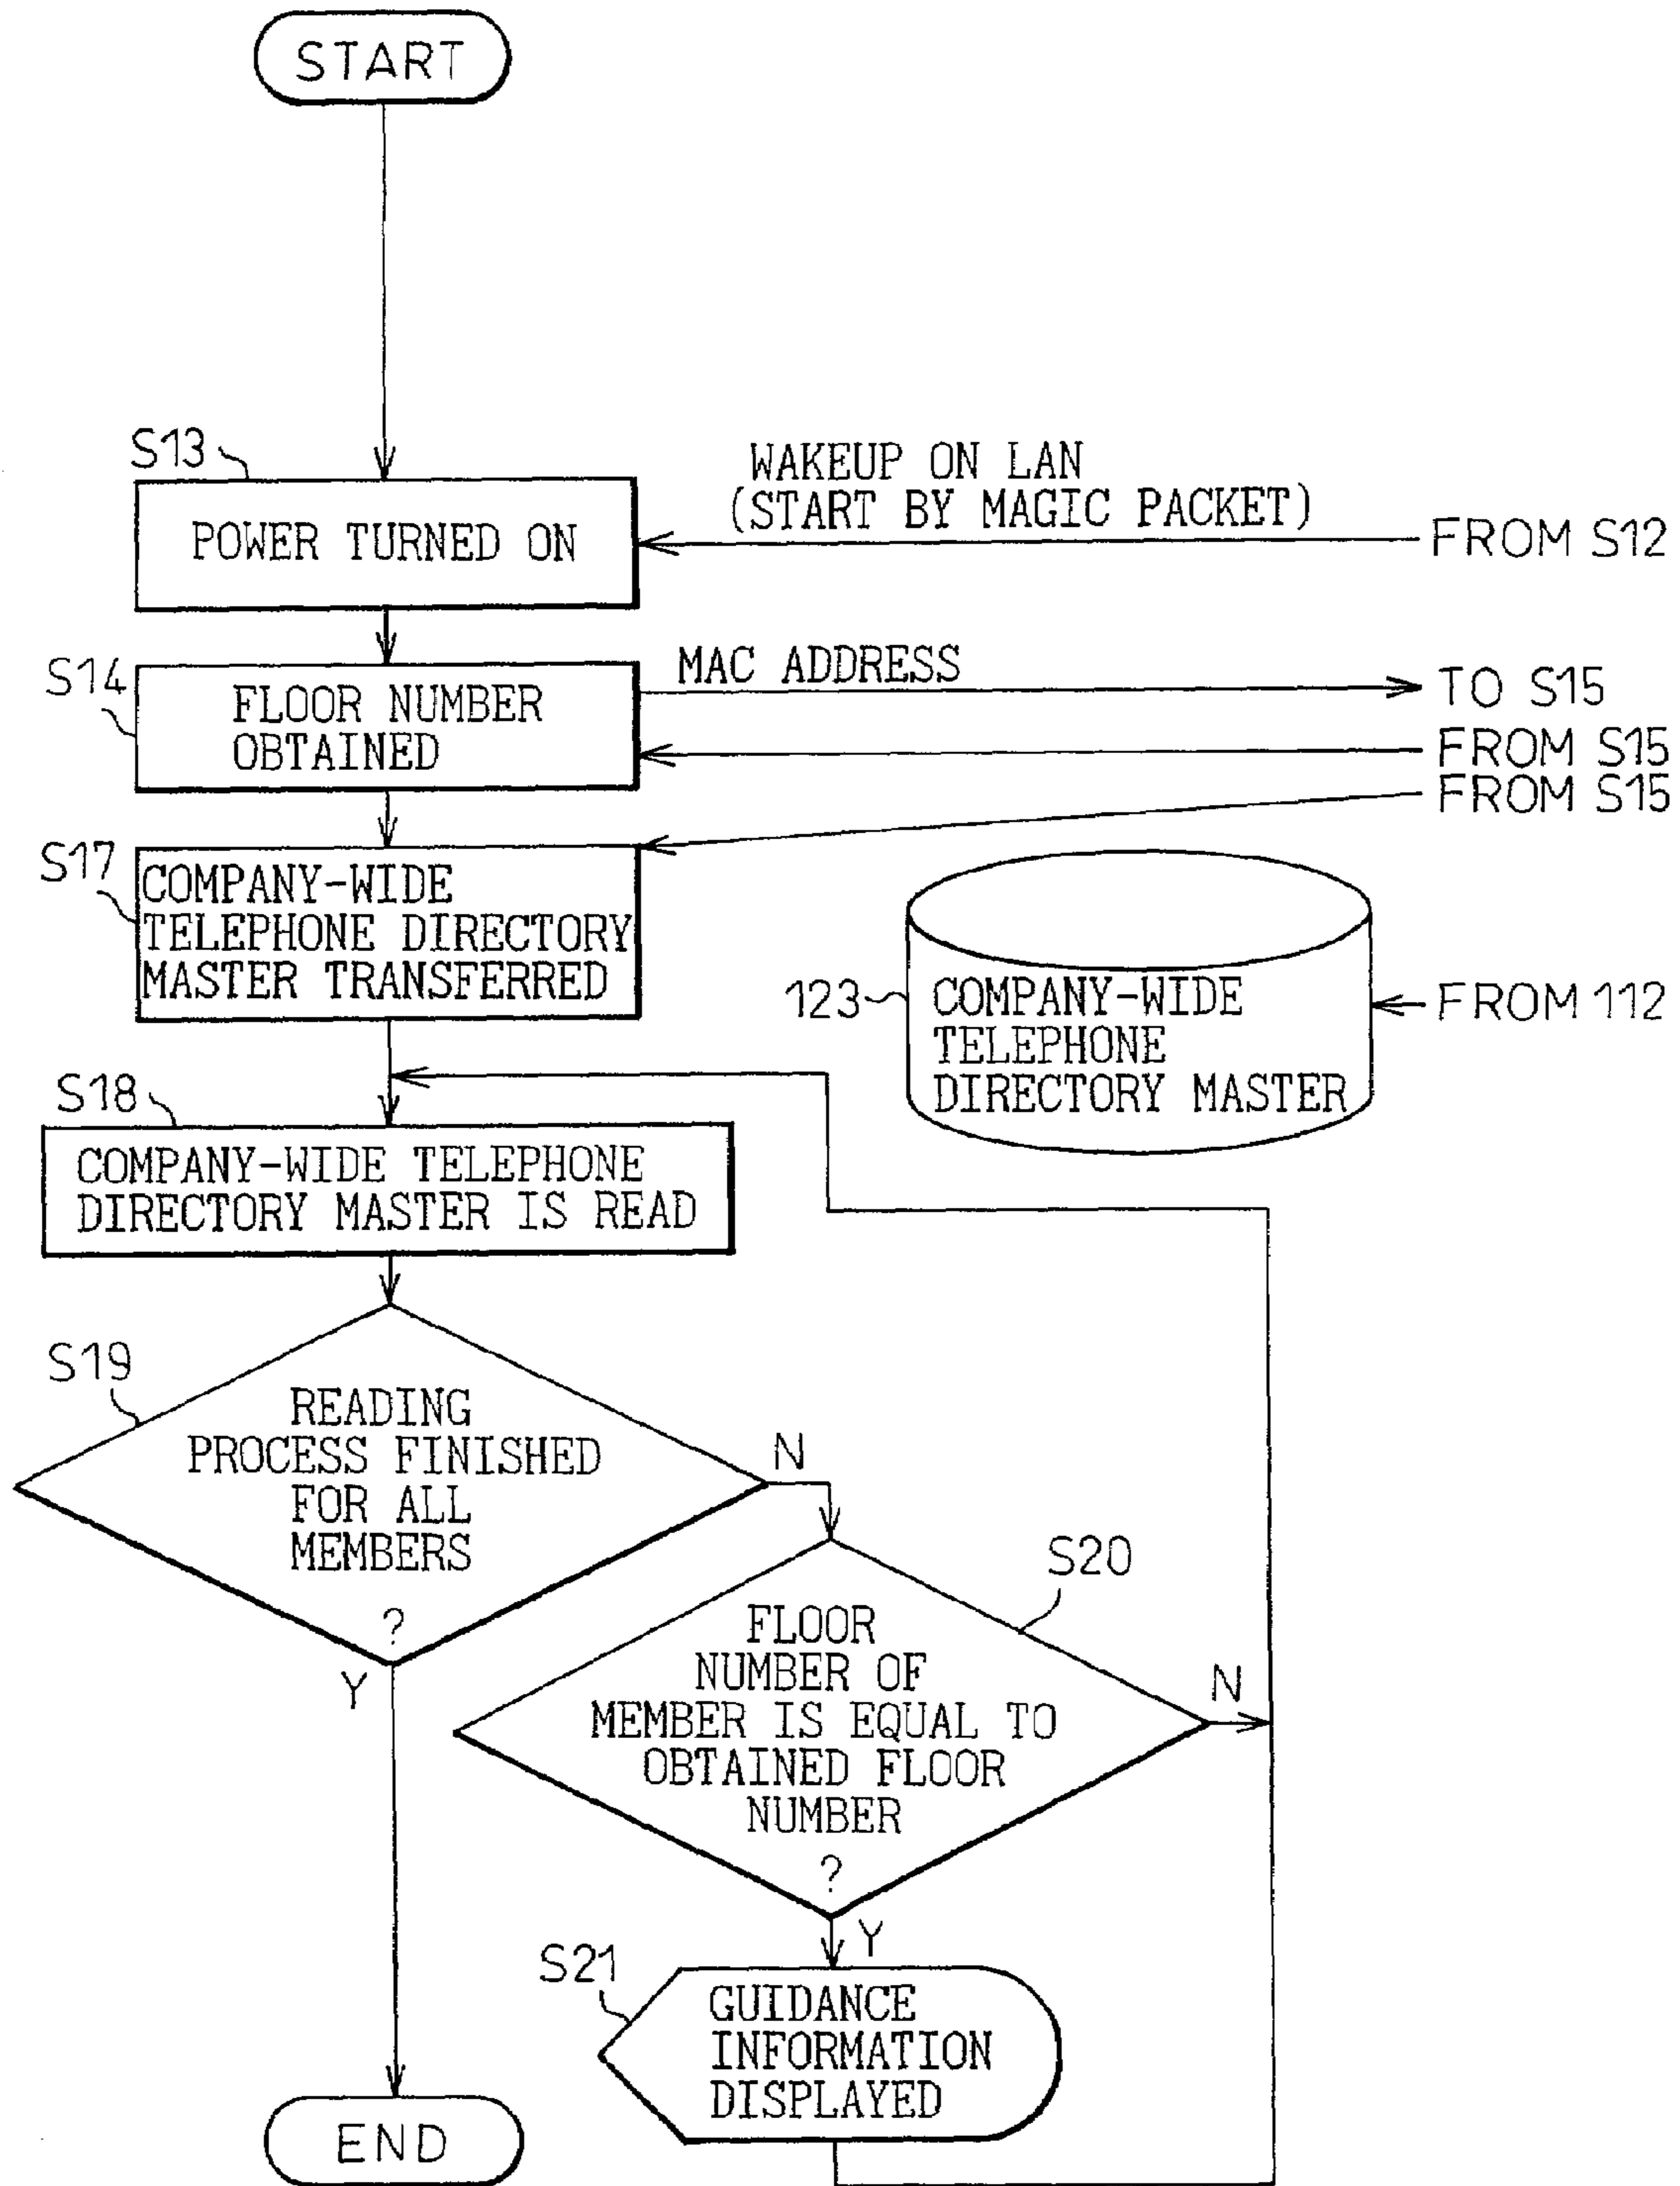 START
S13
POWER TURNED ON
WAKEUP ON LAN
(START BY MAGIC PACKET)
FROM S12
S14
FLOOR NUMBER
OBTAINED
MAC ADDRESS
TO S15
FROM S15
FROM S15
S17
COMPANY-WIDE
TELEPHONE DIRECTORY
MASTER TRANSFERRED
123
COMPANY-WIDE
TELEPHONE
DIRECTORY MASTER
FROM 112
S18
COMPANY-WIDE TELEPHONE
DIRECTORY MASTER IS READ
S19
READING
PROCESS FINISHED
FOR ALL
MEMBERS
?
N
Y
S20
FLOOR
NUMBER OF
MEMBER IS EQUAL TO
OBTAINED FLOOR
NUMBER
?
N
Y
S21
GUIDANCE
INFORMATION
DISPLAYED
END